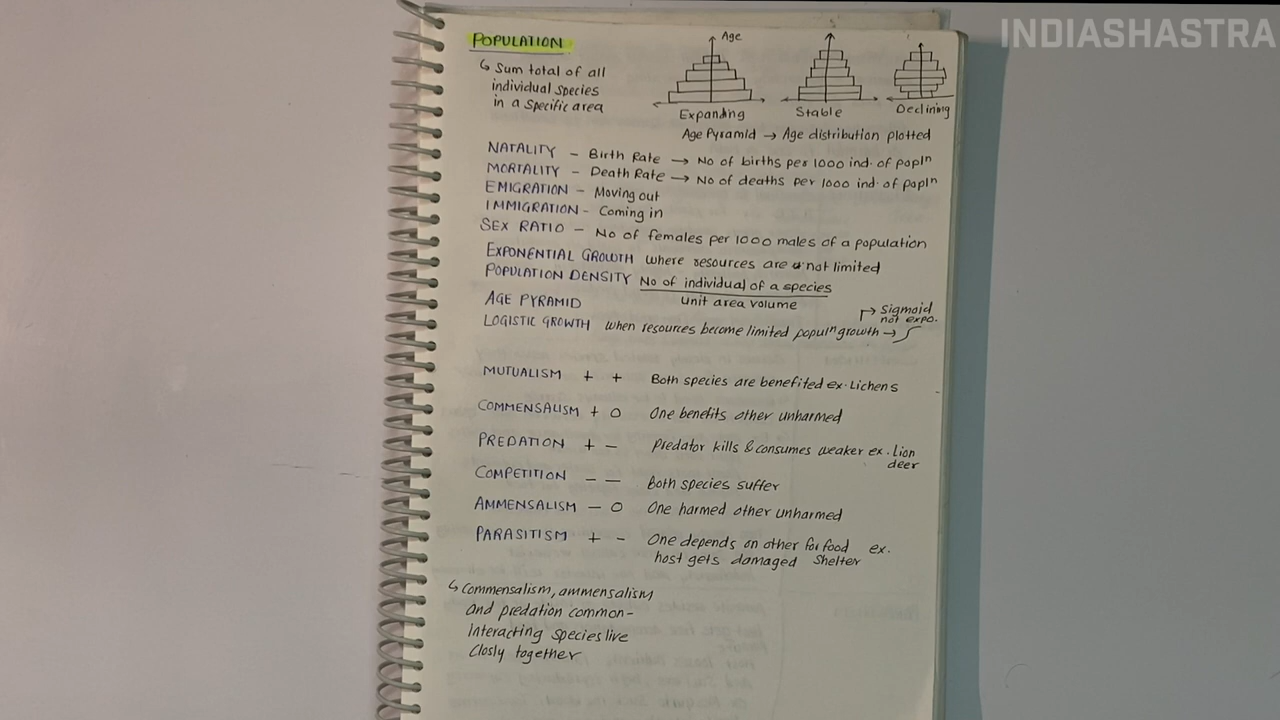 INDIASHASTRA
POPULATION
↳ Sum total of all
individual species
in a specific area
Age
Expanding
Stable
Declining
Age Pyramid → Age distribution plotted
NATALITY – Birth Rate → No of births per 1000 ind. of popln
MORTALITY – Death Rate → No of deaths per 1000 ind. of popln
EMIGRATION – Moving out
IMMIGRATION – Coming in
SEX RATIO – No of females per 1000 males of a population
EXPONENTIAL GROWTH where resources are not limited
POPULATION DENSITY No of individual of a species
Unit area volume
AGE PYRAMID
Sigmoid
not expo.
LOGISTIC GROWTH when resources become limited populn growth →
MUTUALISM + + Both species are benefited ex. Lichens
COMMENSALISM + 0 One benefits other unharmed
PREDATION + – Predator kills & consumes weaker ex. Lion
deer
COMPETITION – – Both species suffer
AMMENSALISM – 0 One harmed other unharmed
PARASITISM + – One depends on other for food ex.
host gets damaged Shelter
↳ Commensalism, ammensalism
and predation common –
Interacting species live
Closly together